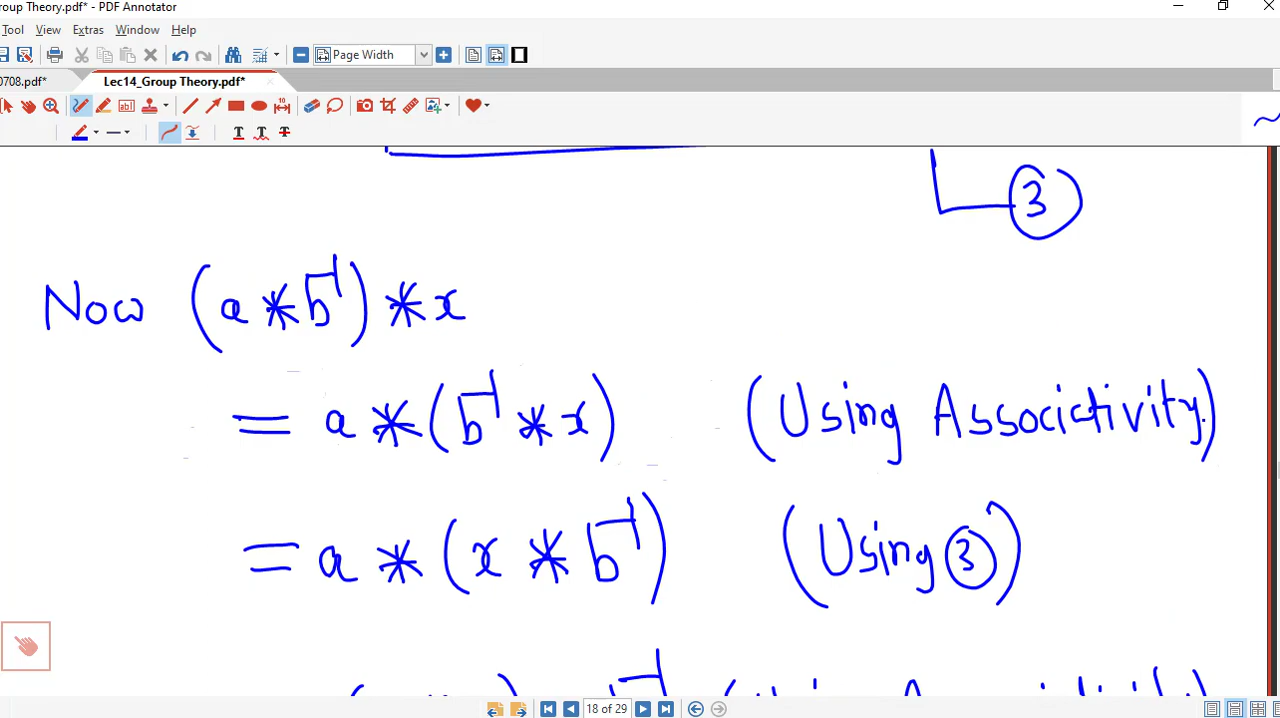 roup Theory.pdf* - PDF Annotator
Tool View Extras Window Help
Page Width
0708.pdf* Lec14_Group Theory.pdf*
3
Now (a * b⁻¹) * x
= a * (b⁻¹ * x) (Using Associctivity.)
= a * (x * b⁻¹) (Using 3)
18 of 29